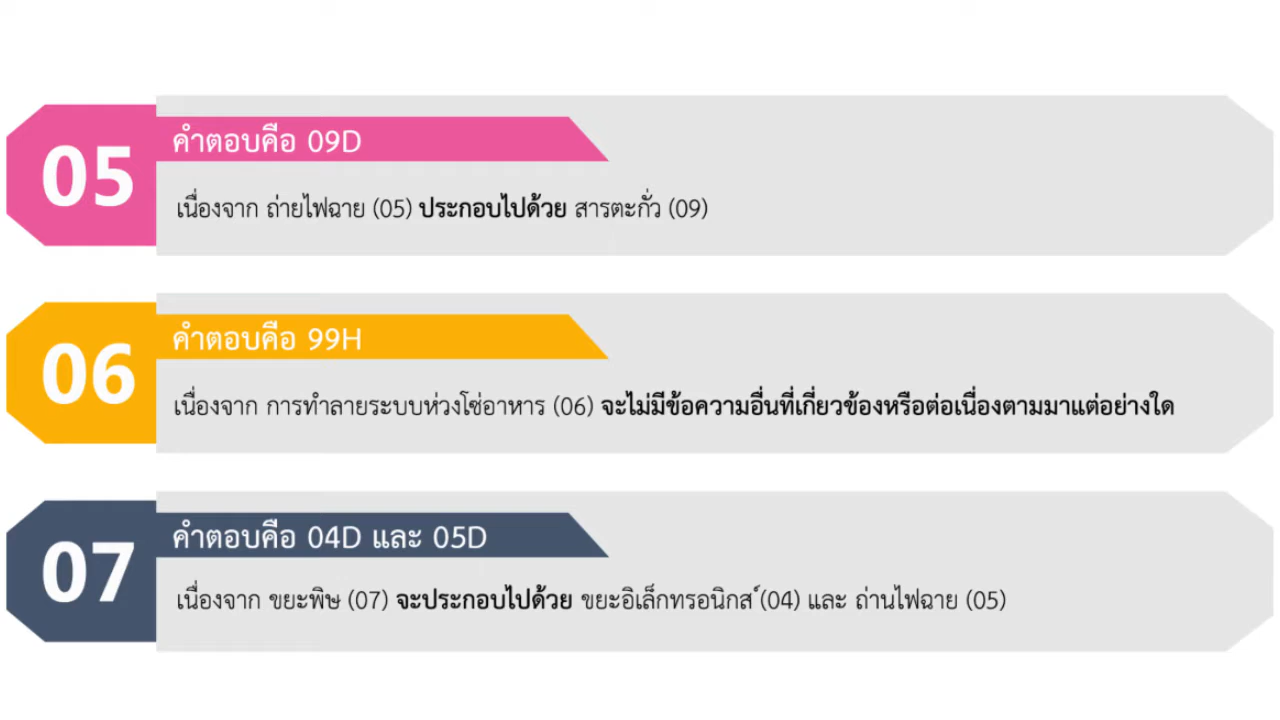 05
คำตอบคือ 09D
เนื่องจาก ถ่ายไฟฉาย (05) ประกอบไปด้วย สารตะกั่ว (09)
06
คำตอบคือ 99H
เนื่องจาก การทำลายระบบห่วงโซ่อาหาร (06) จะไม่มีข้อความอื่นที่เกี่ยวข้องหรือต่อเนื่องตามมาแต่อย่างใด
07
คำตอบคือ 04D และ 05D
เนื่องจาก ขยะพิษ (07) จะประกอบไปด้วย ขยะอิเล็กทรอนิกส์ (04) และ ถ่านไฟฉาย (05)